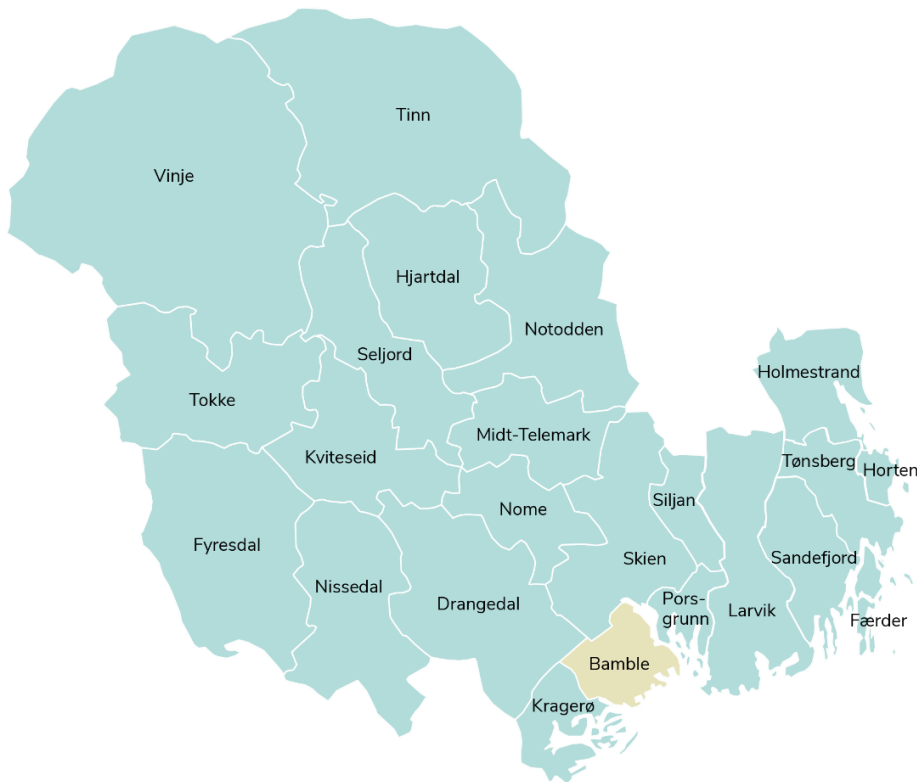 Tinn
Vinje
Hjartdal
Notodden
Seljord
Holmestrand
Tokke
Midt-Telemark
Kviteseid
Tønsberg
Horten
Siljan
Nome
Fyresdal
Skien
Sandefjord
Nissedal
Drangedal
Pors-
grunn
Larvik
Færder
Bamble
Kragerø